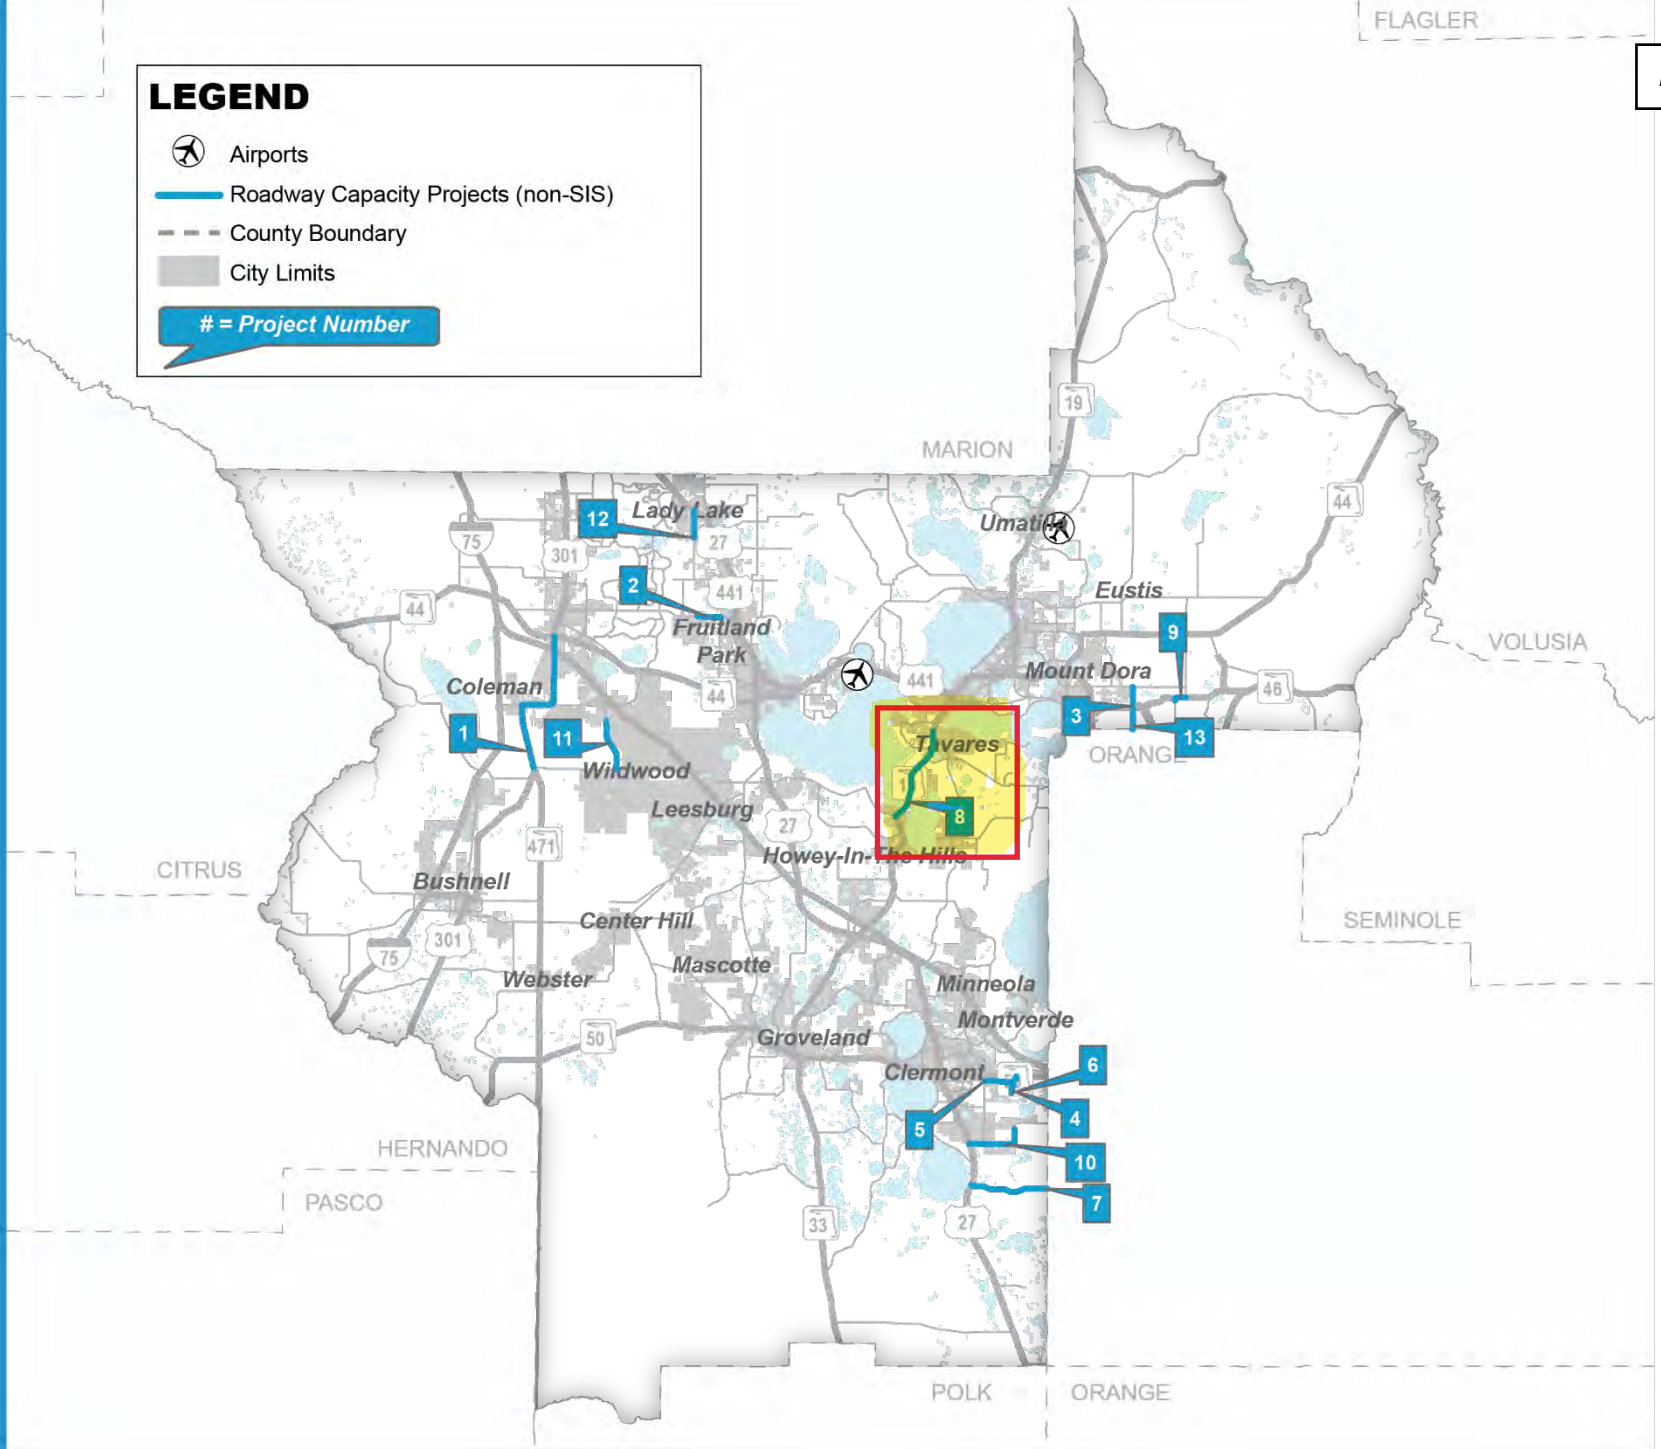 FLAGLER
LEGEND
Airports
Roadway Capacity Projects (non-SIS)
County Boundary
City Limits
# = Project Number
19
MARION
44
12
Lady Lake
75
301
27
Umatilla
2
441
Eustis
44
Fruitland
Park
9
VOLUSIA
Coleman
44
441
Mount Dora
46
1
11
3
13
Tavares
ORANGE
Wildwood
Leesburg
8
27
471
Howey-In-The Hills
CITRUS
Bushnell
Center Hill
SEMINOLE
301
75
Mascotte
Webster
Minneola
Montverde
50
Groveland
Clermont
6
5
4
10
HERNANDO
7
PASCO
33
27
POLK
ORANGE